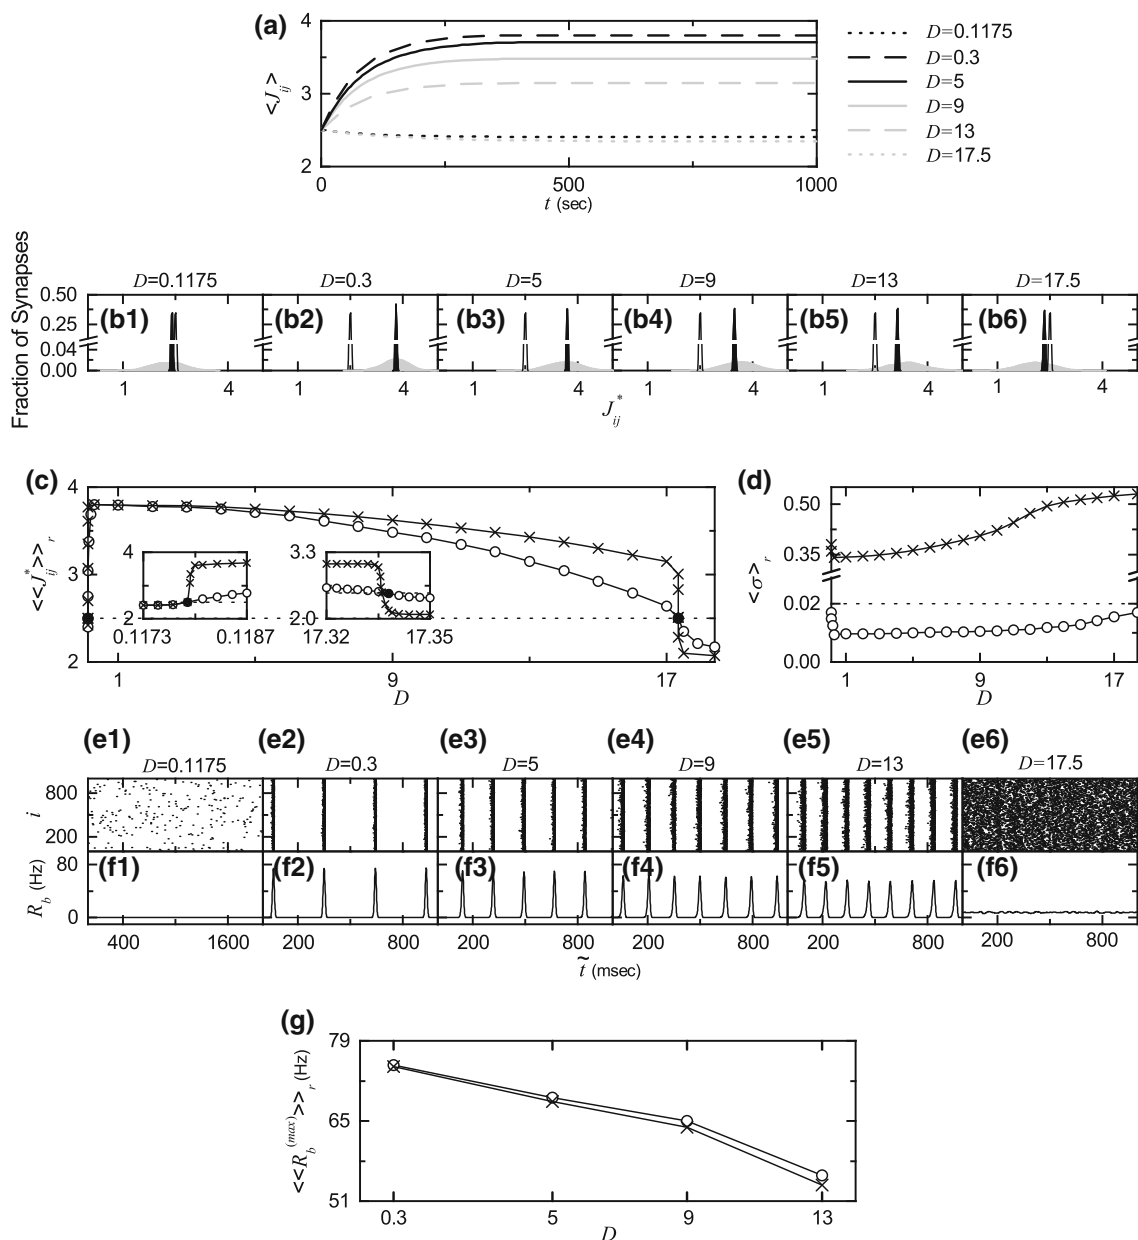 (a)
4
3
2
<J_ij>
0
500
1000
t (sec)
D=0.1175
D=0.3
D=5
D=9
D=13
D=17.5
Fraction of Synapses
D=0.1175
D=0.3
D=5
D=9
D=13
D=17.5
0.50
0.25
0.04
0.00
(b1)
(b2)
(b3)
(b4)
(b5)
(b6)
1
4
1
4
1
4
1
4
1
4
1
4
J_ij^*
(c)
4
3
2
<<J_ij^*>>_r
4
2
0.1173
0.1187
3.3
2.0
17.32
17.35
1
9
17
D
(d)
0.50
0.35
0.02
0.00
<σ>_r
1
9
17
D
(e1)
(e2)
(e3)
(e4)
(e5)
(e6)
D=0.1175
D=0.3
D=5
D=9
D=13
D=17.5
800
200
i
80
0
R_b (Hz)
(f1)
(f2)
(f3)
(f4)
(f5)
(f6)
400
1600
200
800
200
800
200
800
200
800
200
800
t̃ (msec)
(g)
79
65
51
<<R_b^(max)>>_r (Hz)
0.3
5
9
13
D